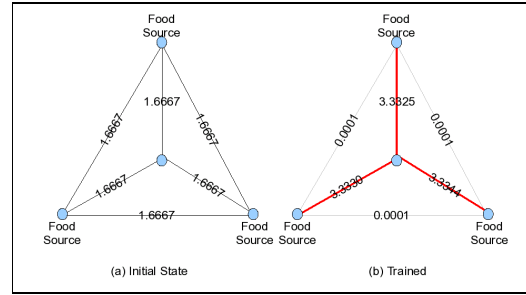 Food
Source
1.6667
1.6667
1.6667
1.6667
1.6667
1.6667
Food
Source
Food
Source
(a) Initial State
Food
Source
3.3325
0.0001
0.0001
3.3330
3.3344
0.0001
Food
Source
Food
Source
(b) Trained